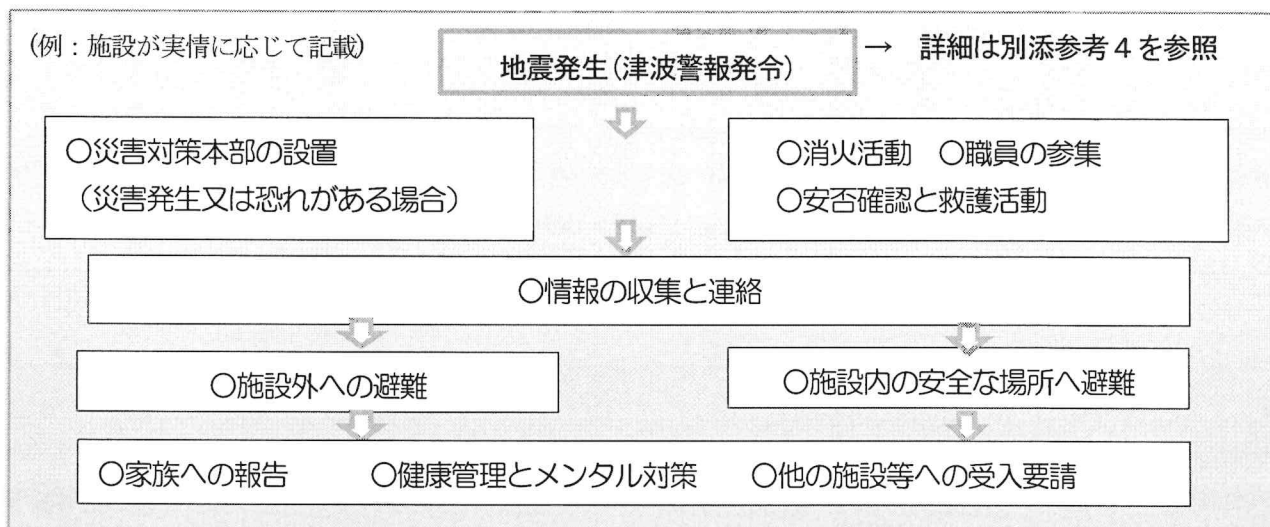 (例：施設が実情に応じて記載)
地震発生(津波警報発令)
→ 詳細は別添参考４を参照
○災害対策本部の設置
（災害発生又は恐れがある場合）
○消火活動　○職員の参集
○安否確認と救護活動
○情報の収集と連絡
○施設外への避難
○施設内の安全な場所へ避難
○家族への報告　○健康管理とメンタル対策　○他の施設等への受入要請